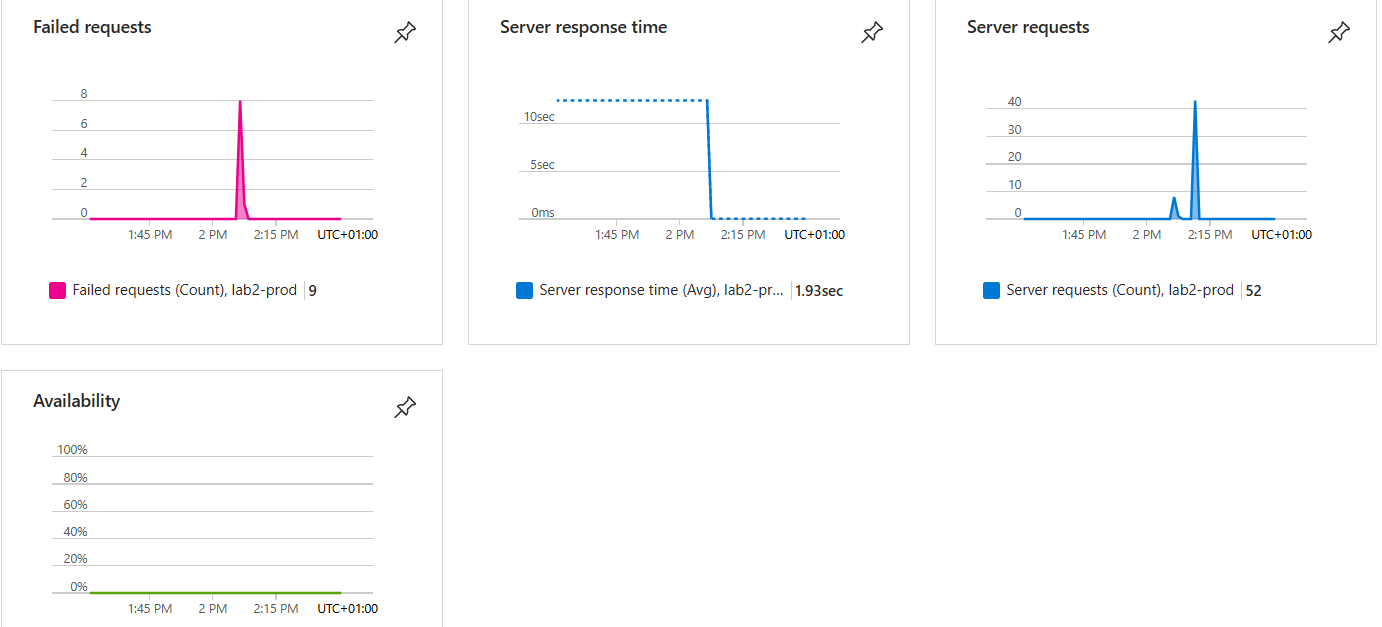 Failed requests
8
6
4
2
0
1:45 PM 2 PM 2:15 PM UTC+01:00
Failed requests (Count), lab2-prod 9
Server response time
10sec
5sec
0ms
1:45 PM 2 PM 2:15 PM UTC+01:00
Server response time (Avg), lab2-pr... 1.93sec
Server requests
40
30
20
10
0
1:45 PM 2 PM 2:15 PM UTC+01:00
Server requests (Count), lab2-prod 52
Availability
100%
80%
60%
40%
20%
0%
1:45 PM 2 PM 2:15 PM UTC+01:00